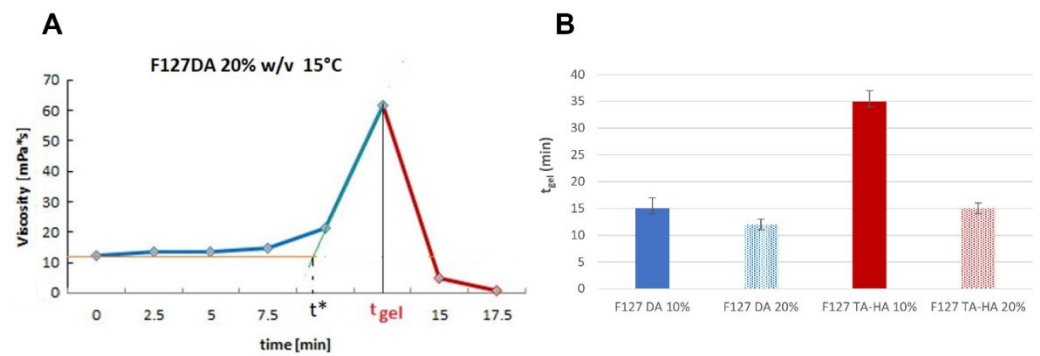 A
F127DA 20% w/v 15°C
Viscosity [mPa*s]
70
60
50
40
30
20
10
0
0 2.5 5 7.5 t* tgel 15 17.5
time [min]
B
tgel (min)
40
35
30
25
20
15
10
5
0
F127 DA 10% F127 DA 20% F127 TA-HA 10% F127 TA-HA 20%